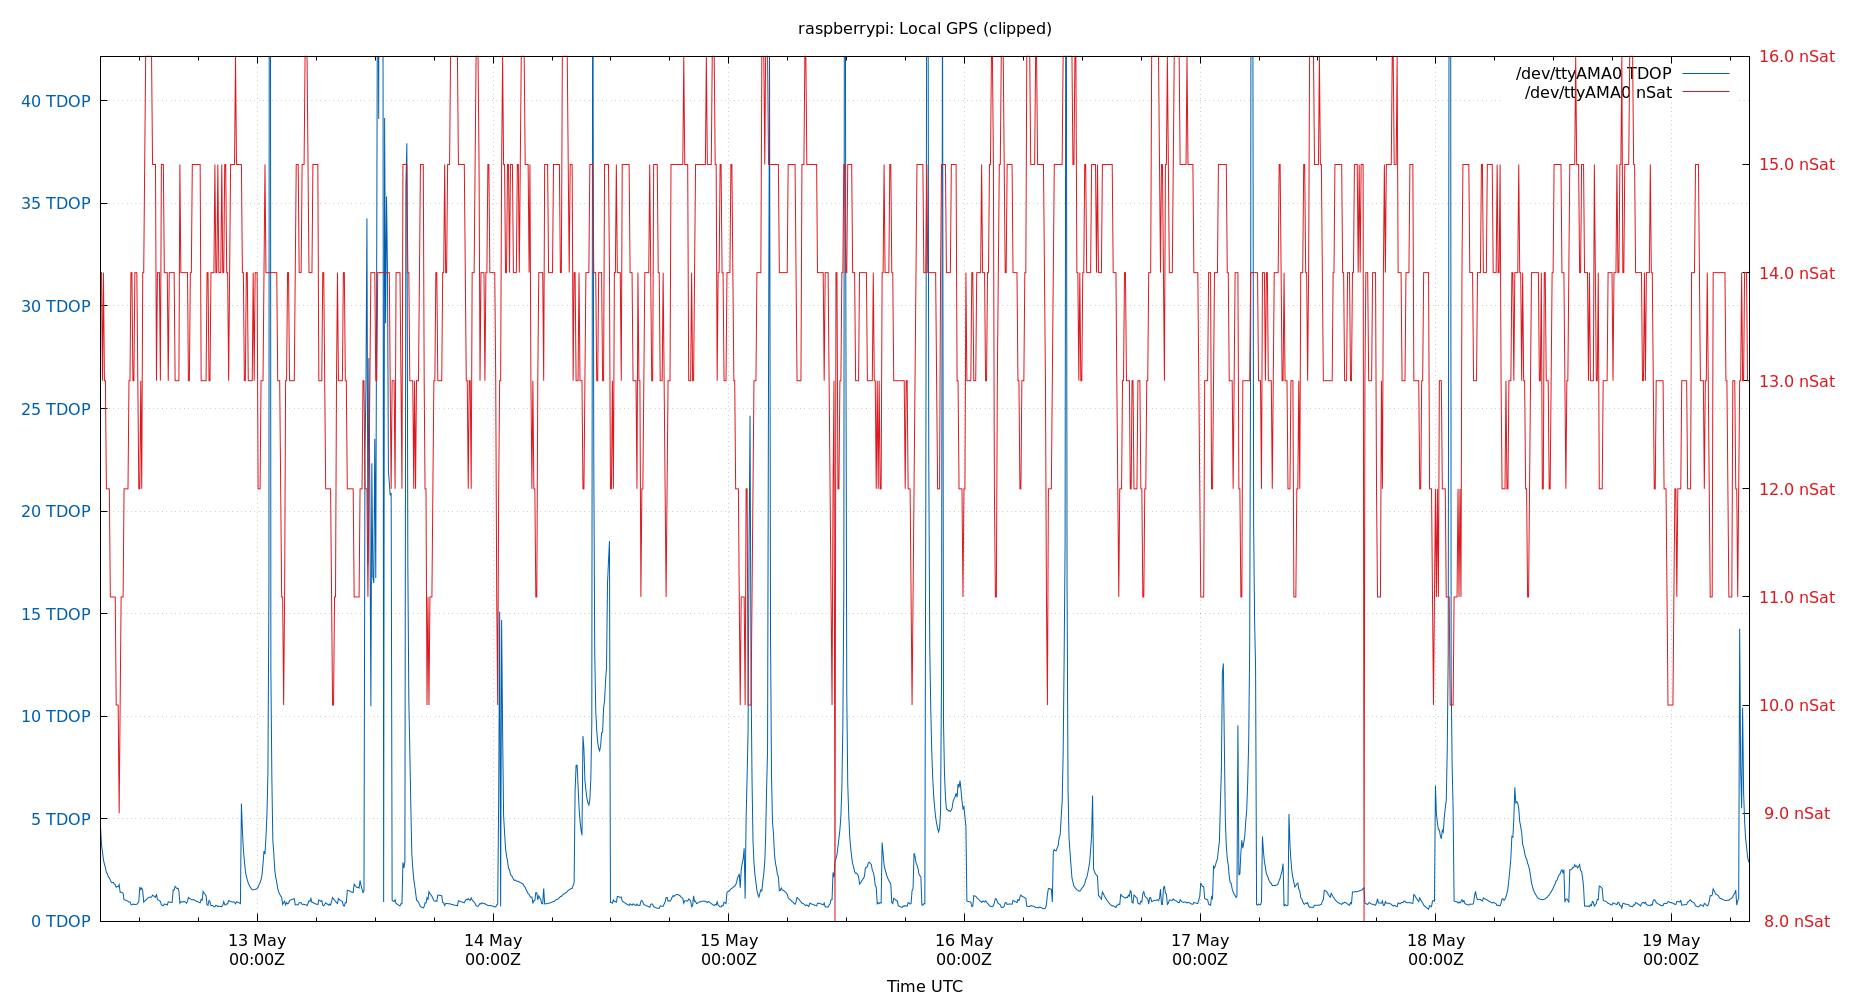 raspberrypi: Local GPS (clipped)
16.0 nSat
/dev/ttyAMA0 TDOP
/dev/ttyAMA0 nSat
40 TDOP
15.0 nSat
35 TDOP
14.0 nSat
30 TDOP
13.0 nSat
25 TDOP
12.0 nSat
20 TDOP
11.0 nSat
15 TDOP
10.0 nSat
10 TDOP
9.0 nSat
5 TDOP
8.0 nSat
0 TDOP
13 May 14 May 15 May 16 May 17 May 18 May 19 May
00:00Z 00:00Z 00:00Z 00:00Z 00:00Z 00:00Z 00:00Z
Time UTC